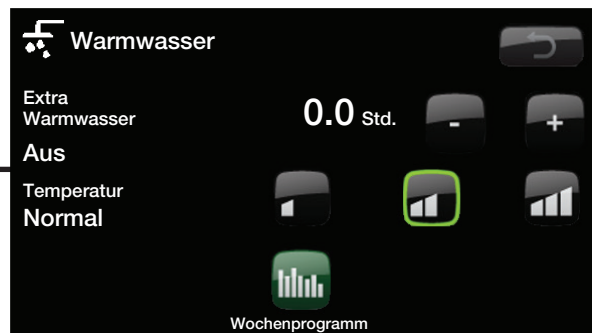 Warmwasser
Extra
Warmwasser
0.0 Std.
-
+
Aus
Temperatur
Normal
Wochenprogramm